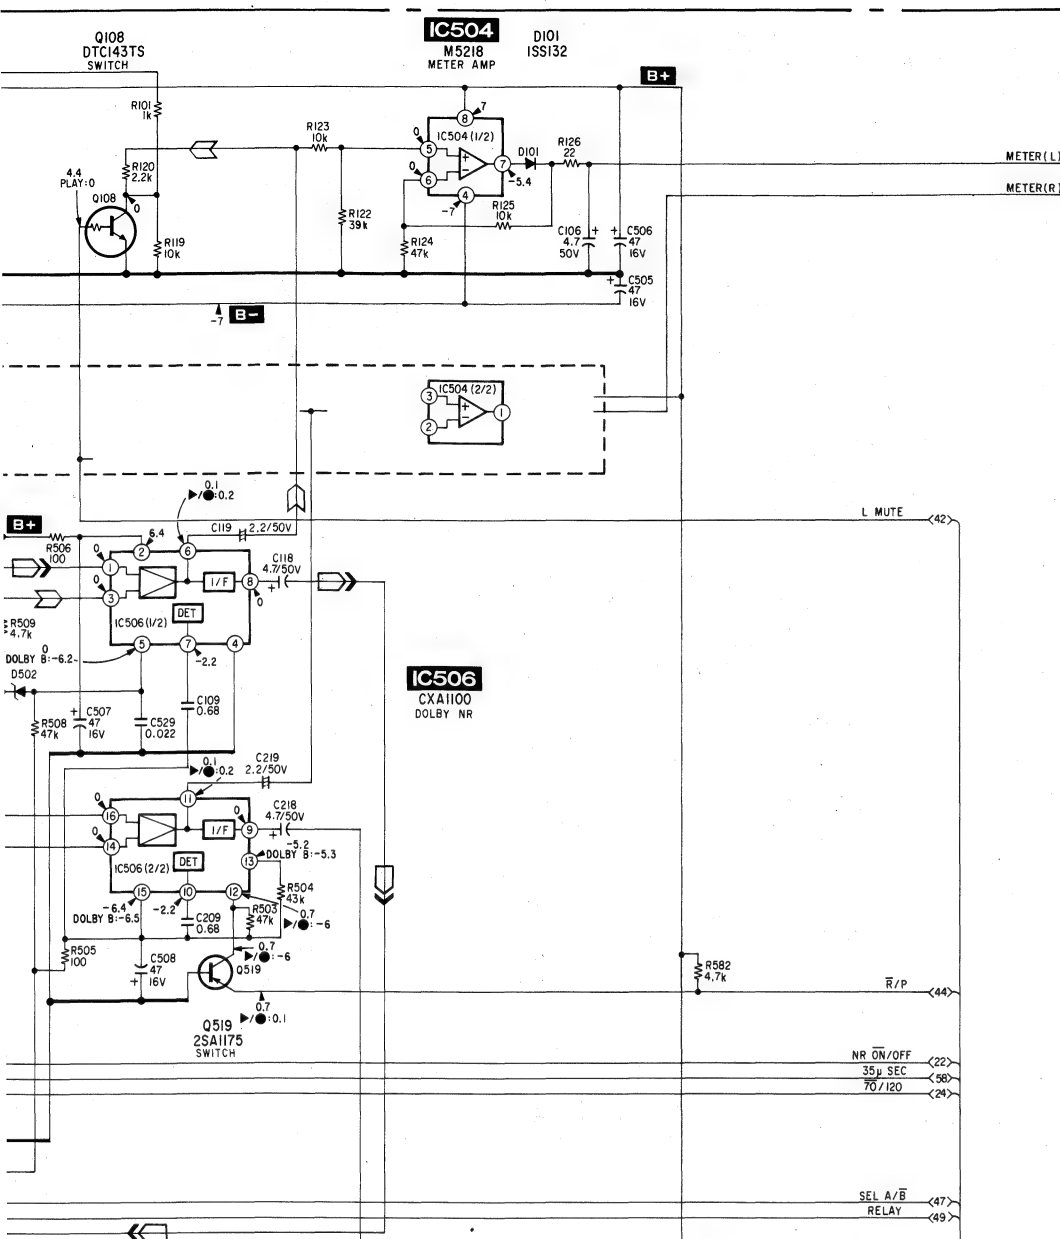 Q108
DTC143TS
SWITCH
IC504
M5218
METER AMP
D101
1SS132
B+
R101
1k
R123
10k
0
8
7
IC504 (1/2)
5
0
6
+
−
7
-5.4
D101
R126
22
METER(L)
METER(R)
4.4
PLAY:0
R120
2.2k
Q108
0
R119
10k
R122
39k
-7
4
R125
10k
R124
47k
C106
4.7
50V
+
C506
47
16V
+
C505
47
16V
+
-7
B−
IC504 (2/2)
3
2
+
−
1
0.1
▶/●:0.2
L MUTE
42
B+
R506
100
6.4
C119
2.2/50V
2
6
0
1
0
3
I/F
8
0
C118
4.7/50V
+
DET
IC506 (1/2)
R509
4.7k
5
7
4
0
DOLBY B:-6.2
-2.2
D502
IC506
CXA1100
DOLBY NR
R508
47k
C507
47
16V
+
C529
0.022
C109
0.68
0.1
▶/●:0.2
C219
2.2/50V
11
0
16
0
14
I/F
0
9
C218
4.7/50V
+
-5.2
DOLBY B:-5.3
13
IC506 (2/2)
DET
15
10
12
-6.4
DOLBY B:-6.5
-2.2
C209
0.68
R503
47k
R504
43k
0.7
▶/●:-6
R505
100
C508
47
16V
+
0.7
▶/●:-6
Q519
R582
4.7k
R̅/P
44
0.7
▶/●:0.1
Q519
2SA1175
SWITCH
NR O̅N̅/OFF
22
35μ SEC
58
7̅0̅/120
24
SEL A/B̅
47
RELAY
49